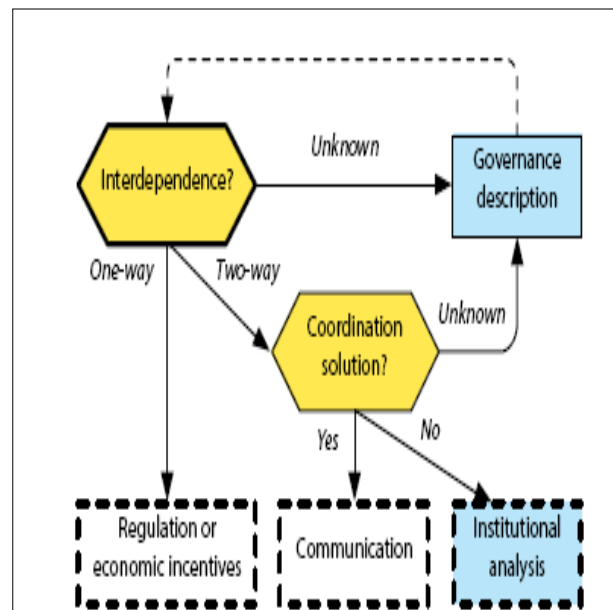 Unknown
Interdependence?
Governance
description
One-way
Two-way
Coordination
solution?
Unknown
Yes
No
Regulation or
economic incentives
Communication
Institutional
analysis